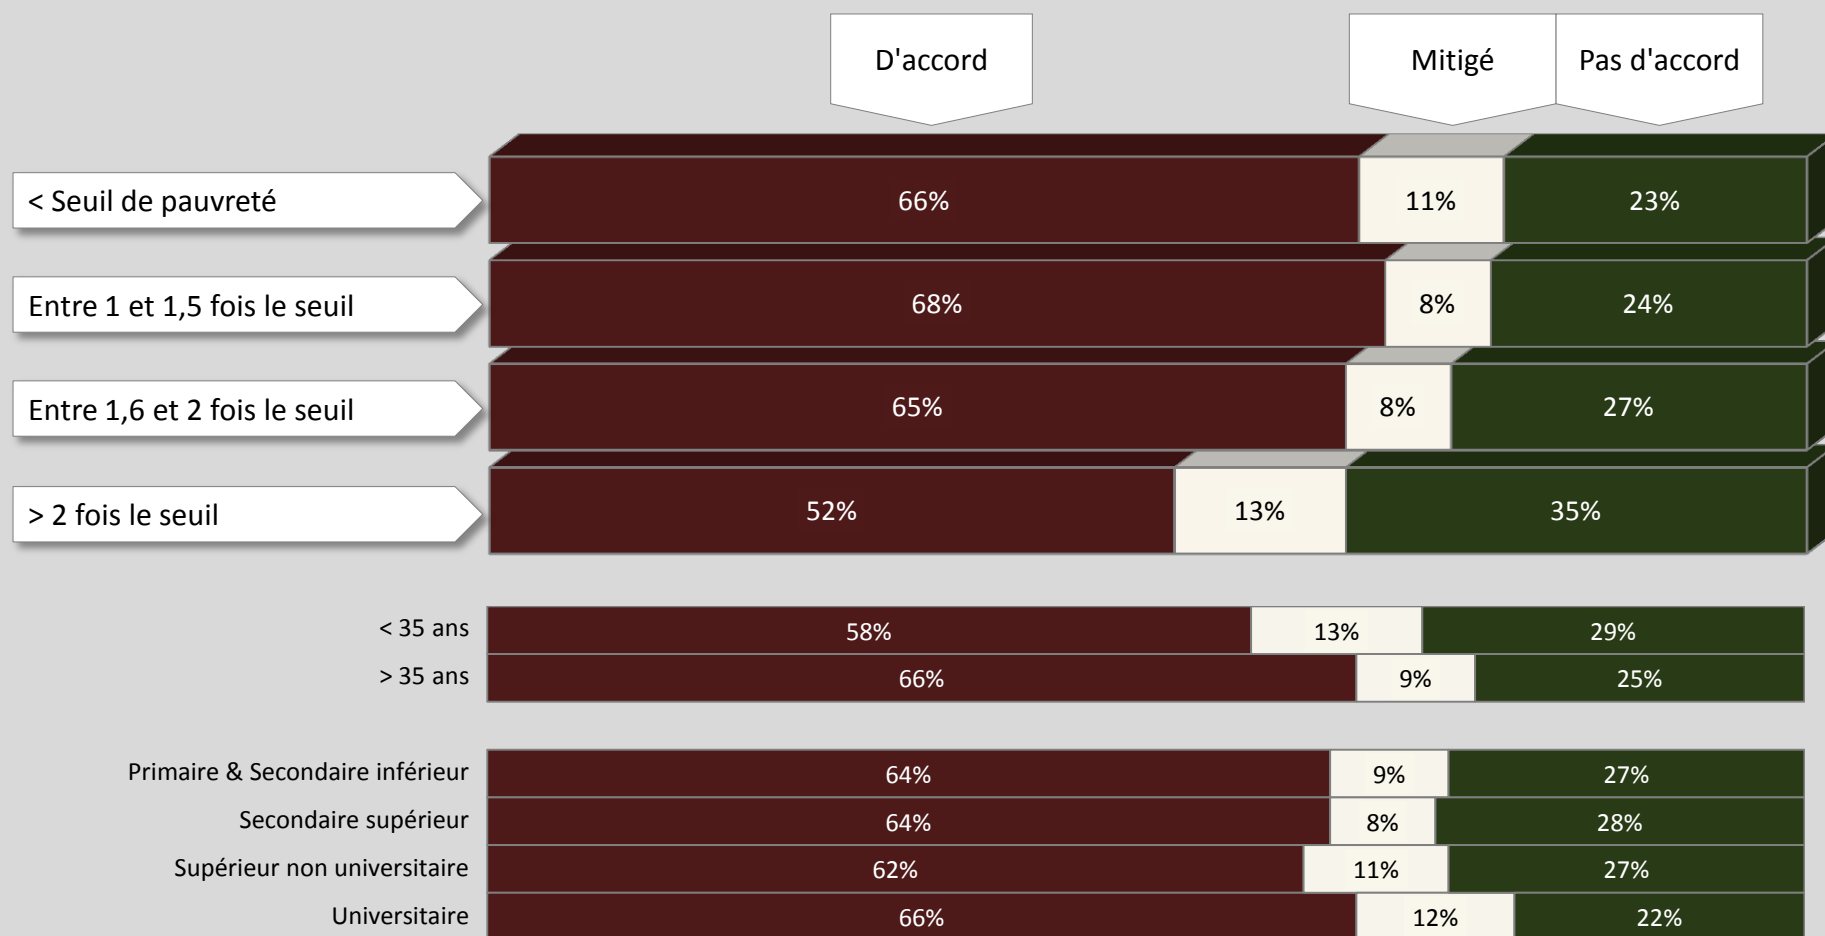 D'accord Mitigé Pas d'accord
< Seuil de pauvreté 66% 11% 23%
Entre 1 et 1,5 fois le seuil 68% 8% 24%
Entre 1,6 et 2 fois le seuil 65% 8% 27%
> 2 fois le seuil 52% 13% 35%
< 35 ans 58% 13% 29%
> 35 ans 66% 9% 25%
Primaire & Secondaire inférieur 64% 9% 27%
Secondaire supérieur 64% 8% 28%
Supérieur non universitaire 62% 11% 27%
Universitaire 66% 12% 22%